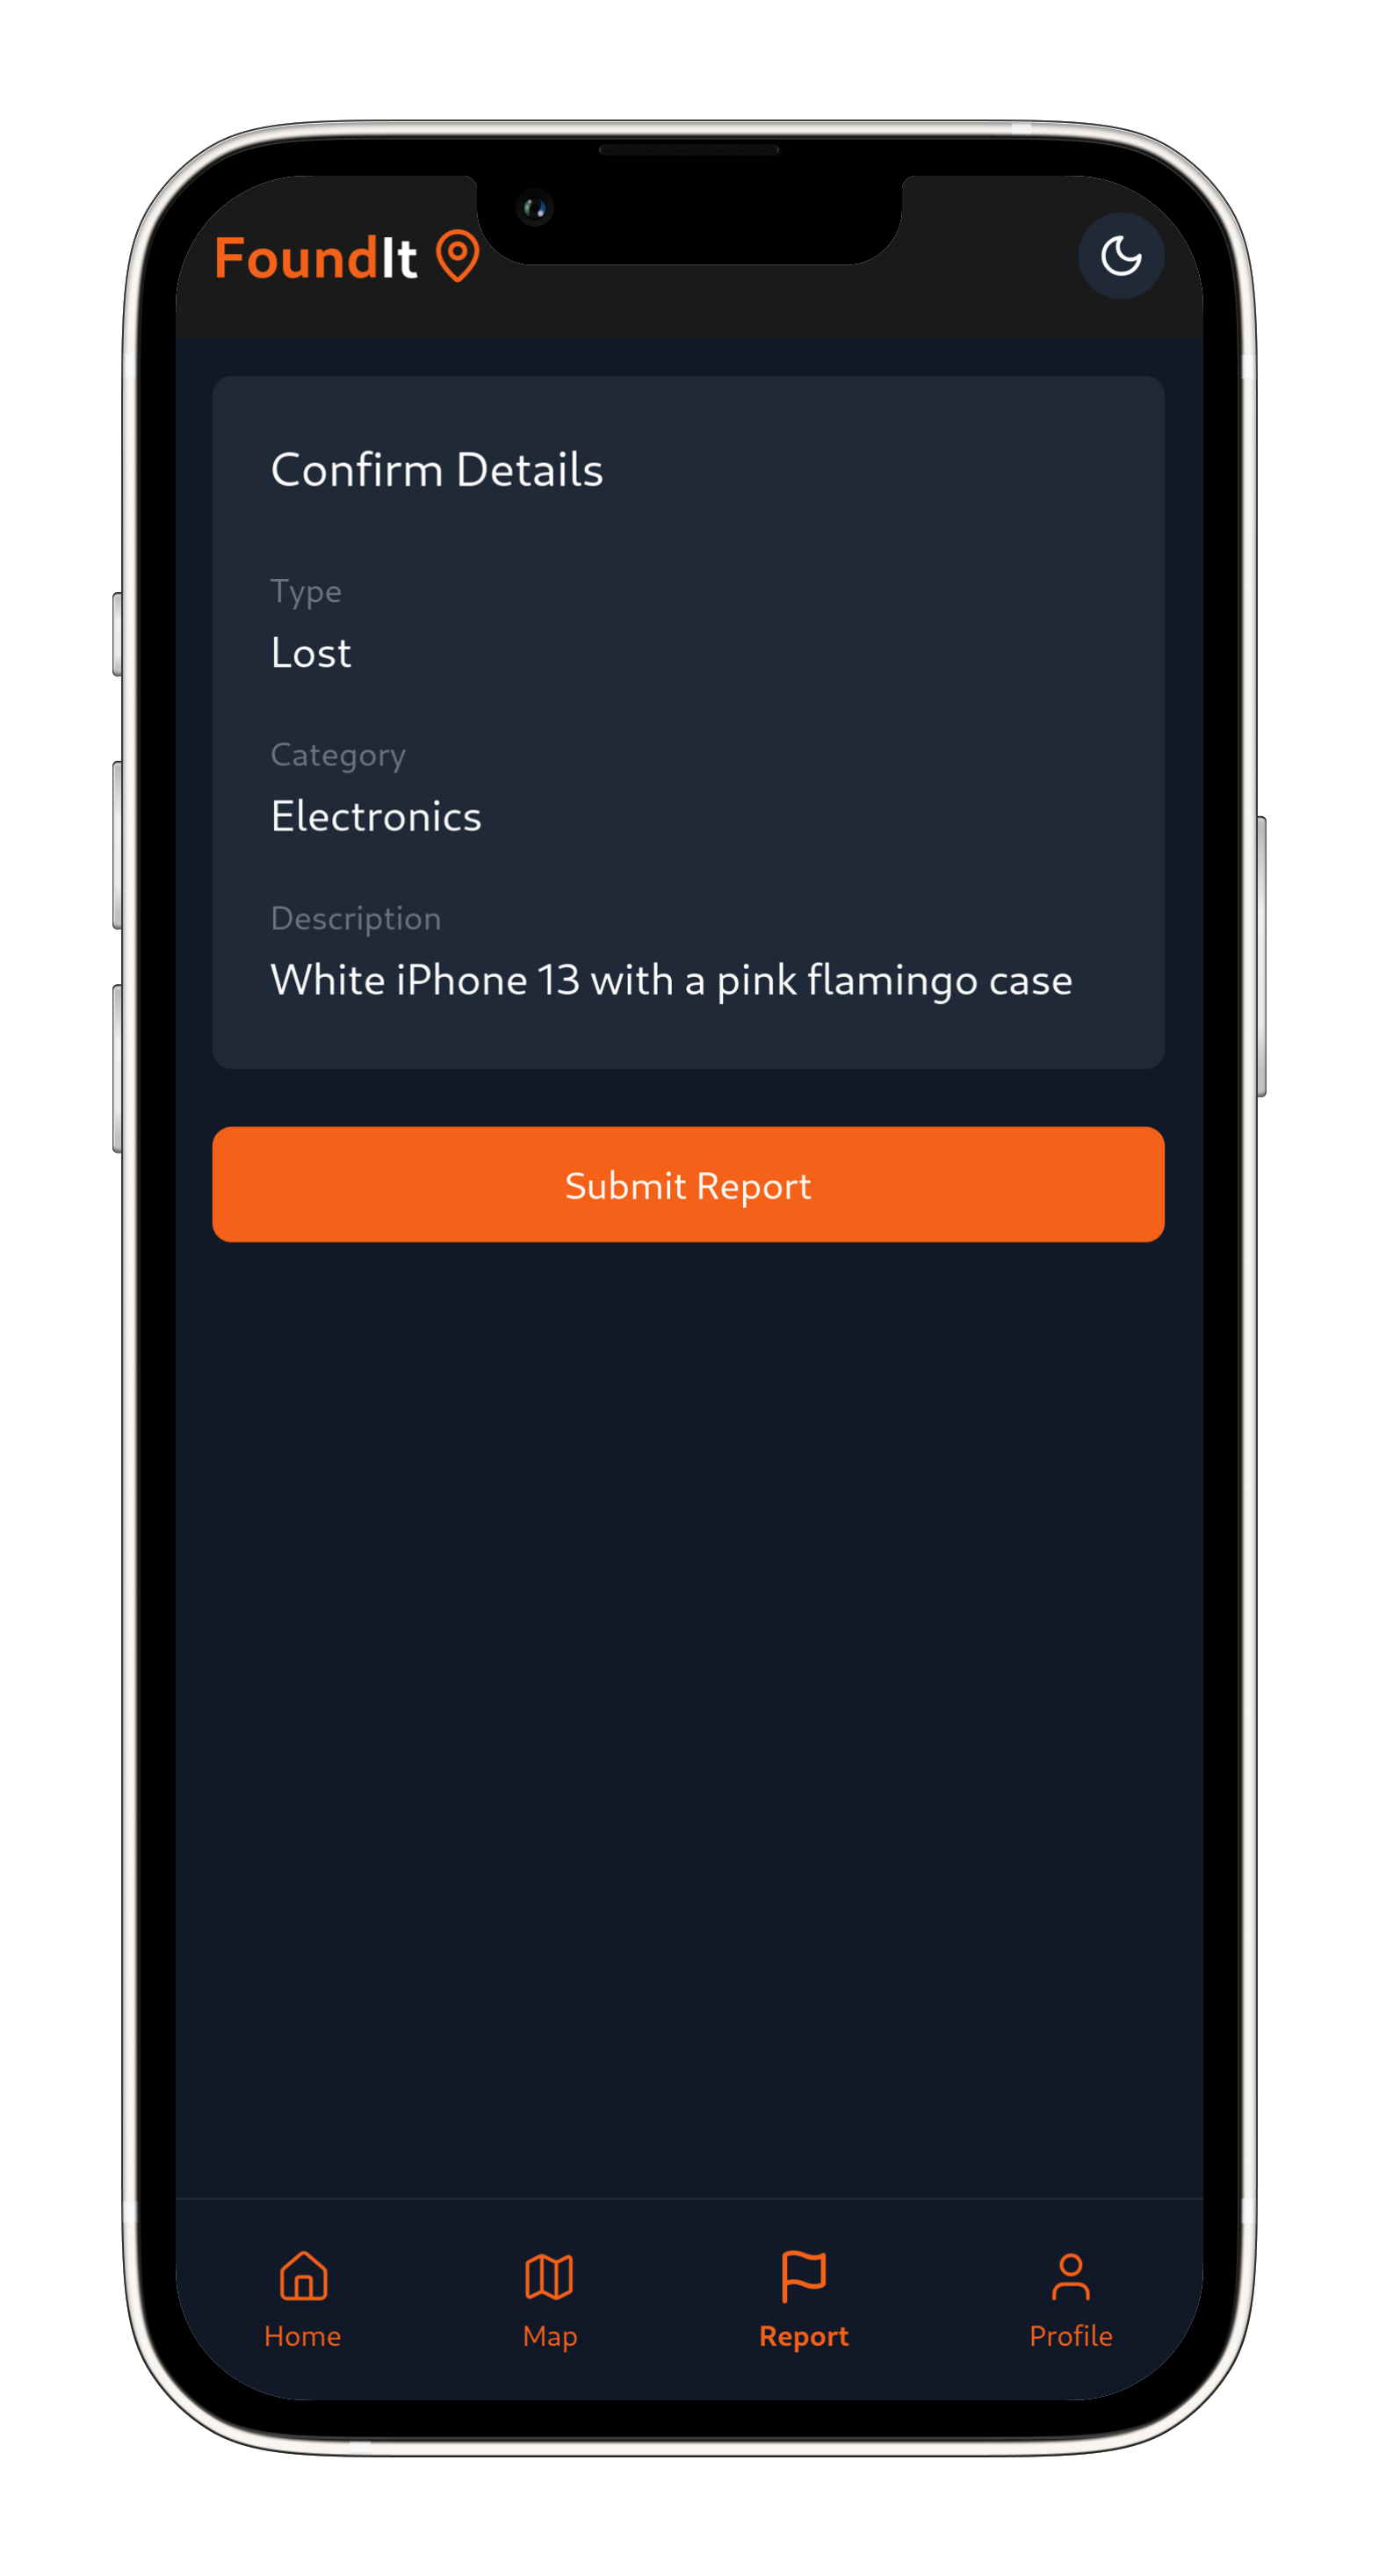 FoundIt
Confirm Details
Type
Lost
Category
Electronics
Description
White iPhone 13 with a pink flamingo case
Submit Report
Home
Map
Report
Profile